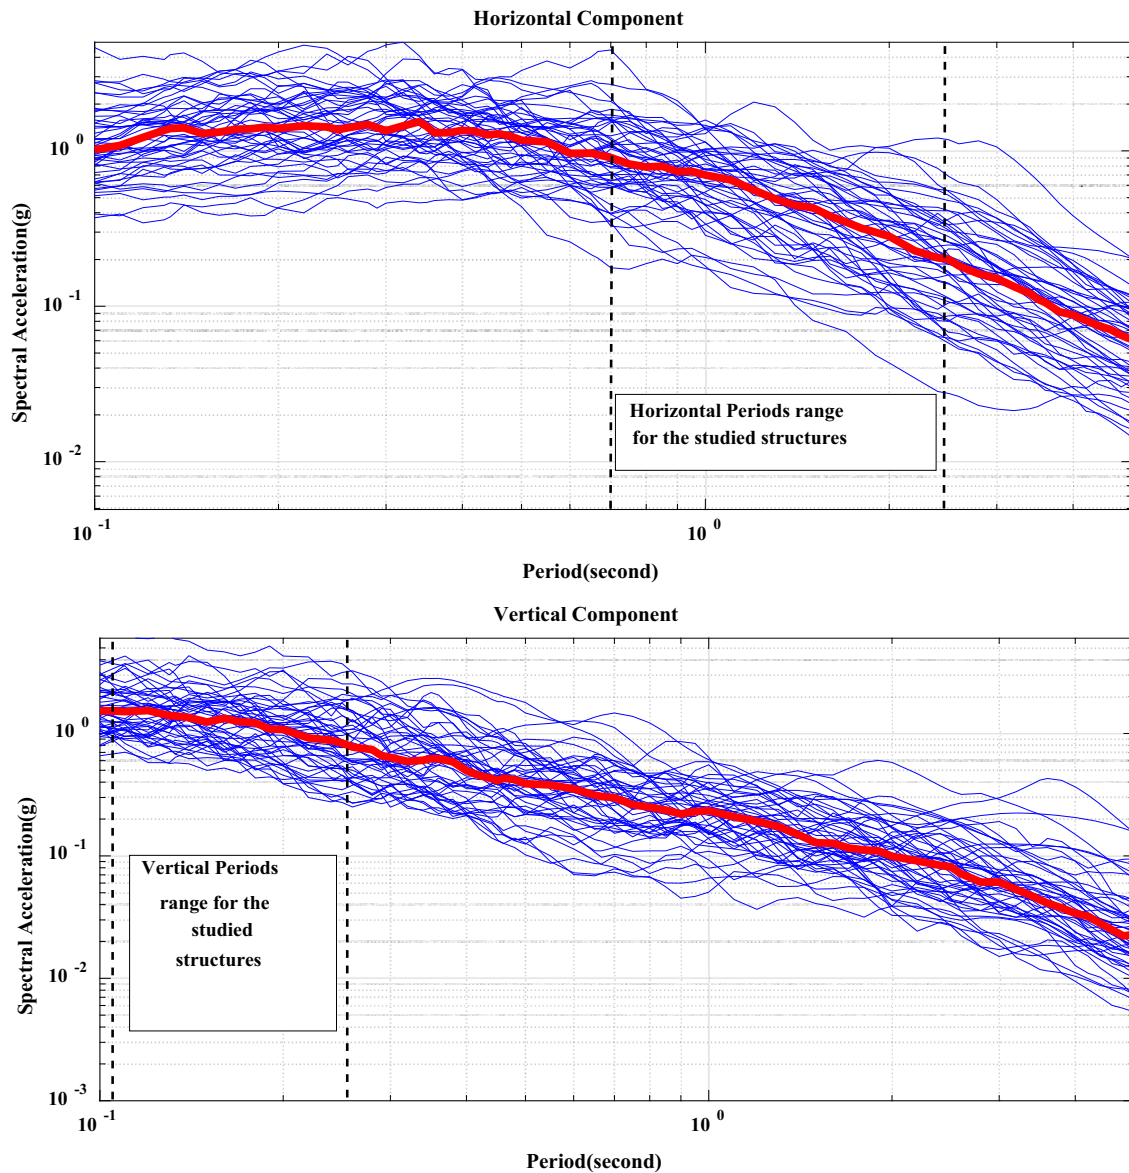 Horizontal Component
Spectral Acceleration(g)
10 0
10 -1
10 -2
Horizontal Periods range
for the studied structures
10 -1
10 0
Period(second)
Vertical Component
Spectral Acceleration(g)
10 0
10 -1
10 -2
10 -3
Vertical Periods
range for the
studied
structures
10 -1
10 0
Period(second)